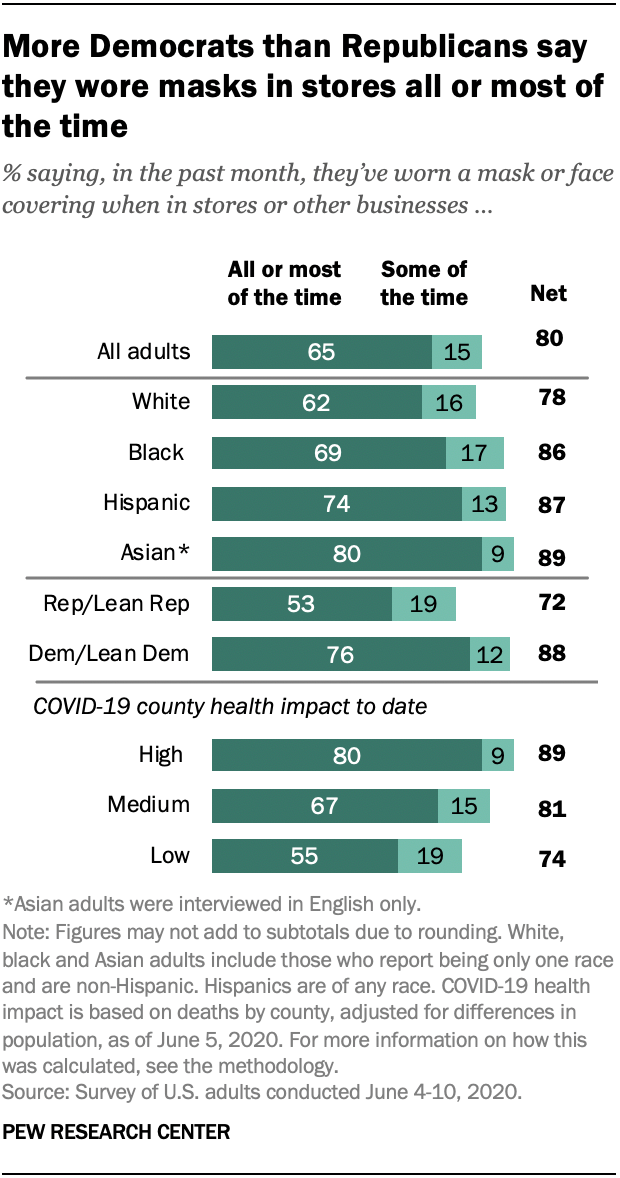 More Democrats than Republicans say
they wore masks in stores all or most of
the time
% saying, in the past month, they've worn a mask or face
covering when in stores or other businesses ...
All or most of the time Some of the time Net
All adults 65 15 80
White 62 16 78
Black 69 17 86
Hispanic 74 13 87
Asian* 80 9 89
Rep/Lean Rep 53 19 72
Dem/Lean Dem 76 12 88
COVID-19 county health impact to date
High 80 9 89
Medium 67 15 81
Low 55 19 74
*Asian adults were interviewed in English only.
Note: Figures may not add to subtotals due to rounding. White,
black and Asian adults include those who report being only one race
and are non-Hispanic. Hispanics are of any race. COVID-19 health
impact is based on deaths by county, adjusted for differences in
population, as of June 5, 2020. For more information on how this
was calculated, see the methodology.
Source: Survey of U.S. adults conducted June 4-10, 2020.
PEW RESEARCH CENTER